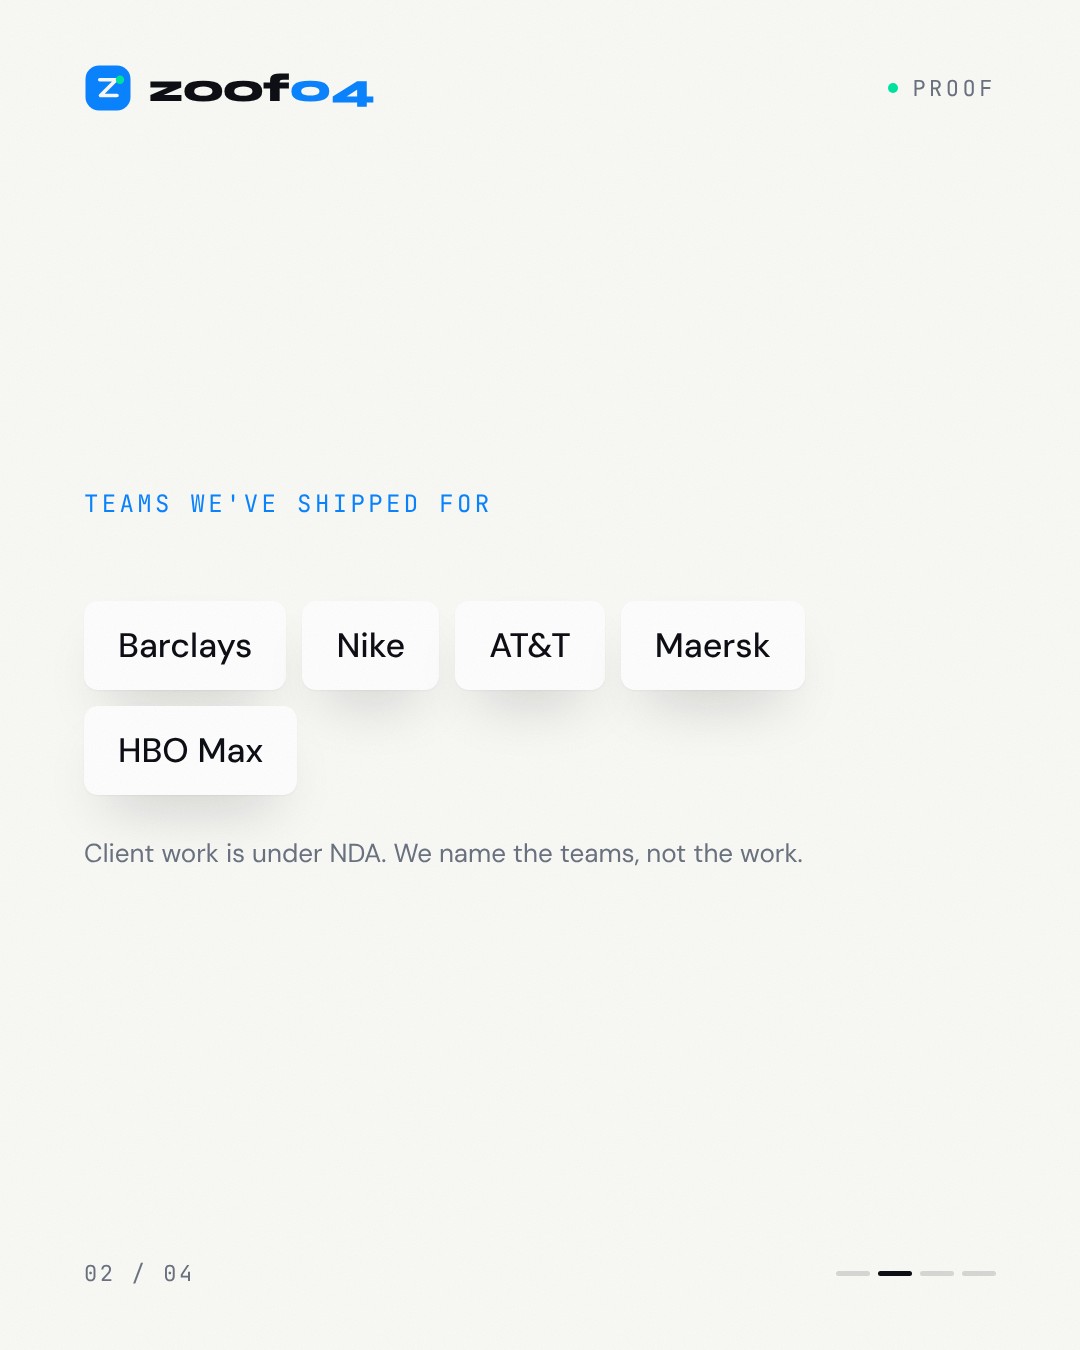 Z zoof04
PROOF
TEAMS WE'VE SHIPPED FOR
Barclays Nike AT&T Maersk
HBO Max
Client work is under NDA. We name the teams, not the work.
02 / 04